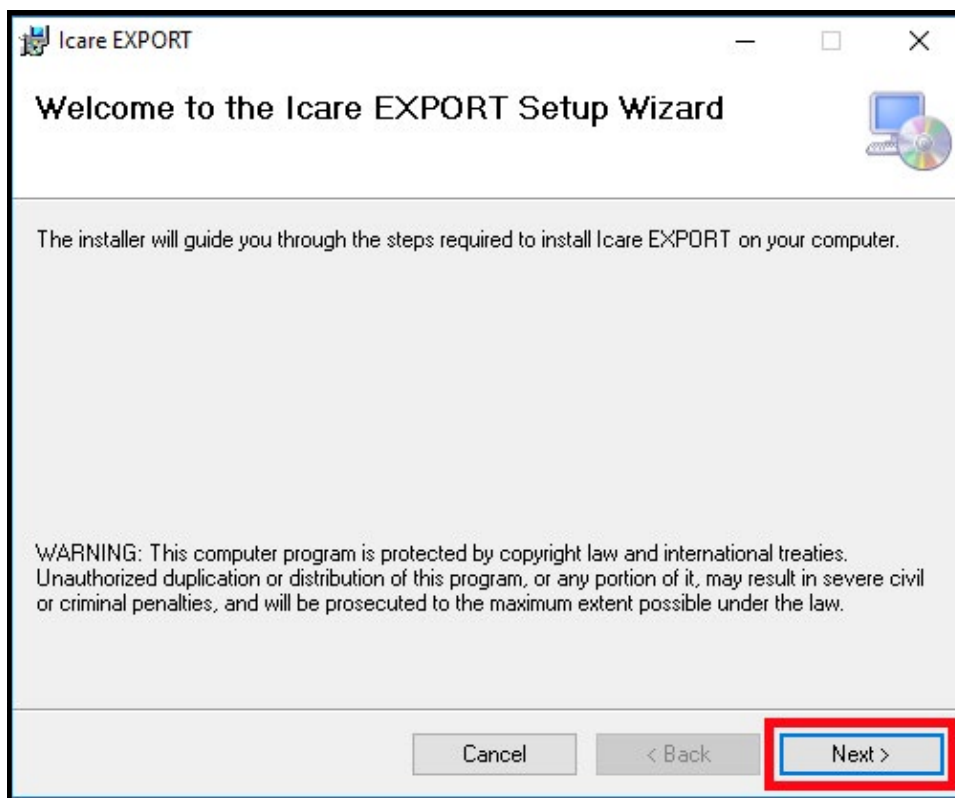 Icare EXPORT
Welcome to the Icare EXPORT Setup Wizard
The installer will guide you through the steps required to install Icare EXPORT on your computer.
WARNING: This computer program is protected by copyright law and international treaties.
Unauthorized duplication or distribution of this program, or any portion of it, may result in severe civil
or criminal penalties, and will be prosecuted to the maximum extent possible under the law.
Cancel < Back Next >